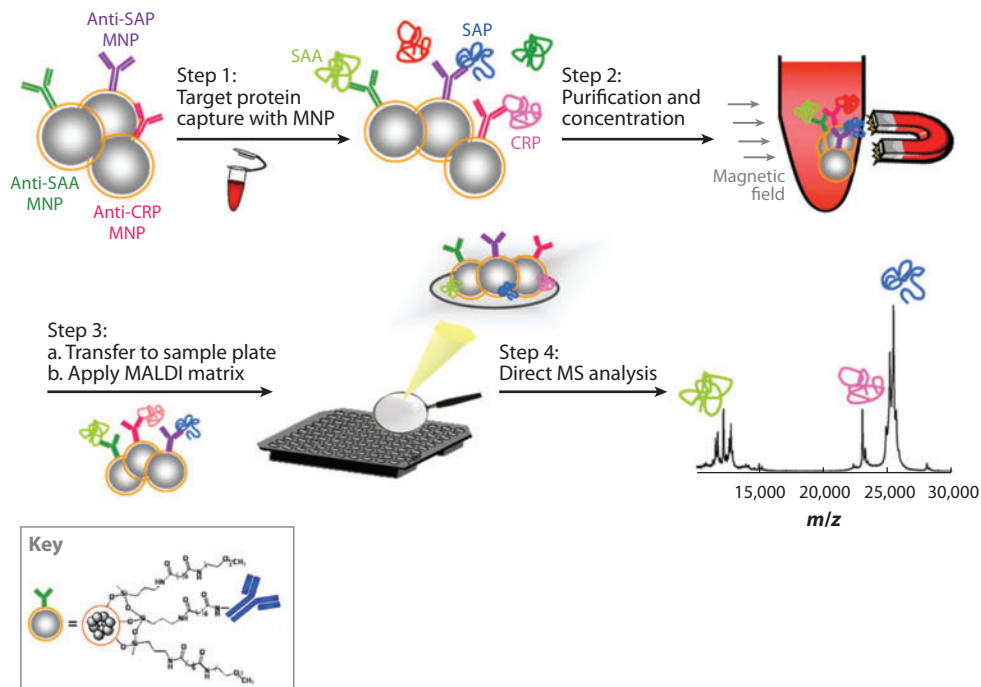 Anti-SAP
MNP
Anti-SAA
MNP
Anti-CRP
MNP
Step 1:
Target protein
capture with MNP
SAA
SAP
CRP
Step 2:
Purification and
concentration
Magnetic
field
Step 3:
a. Transfer to sample plate
b. Apply MALDI matrix
Step 4:
Direct MS analysis
15,000 20,000 25,000 30,000
m/z
Key
=